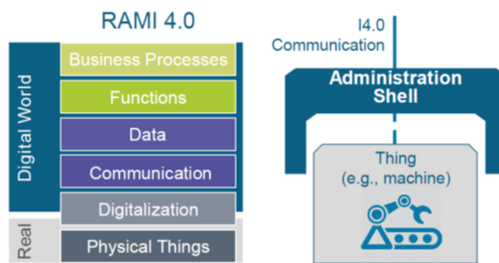 RAMI 4.0
Digital World
Business Processes
Functions
Data
Communication
Digitalization
Real
Physical Things
I4.0
Communication
Administration
Shell
Thing
(e.g., machine)